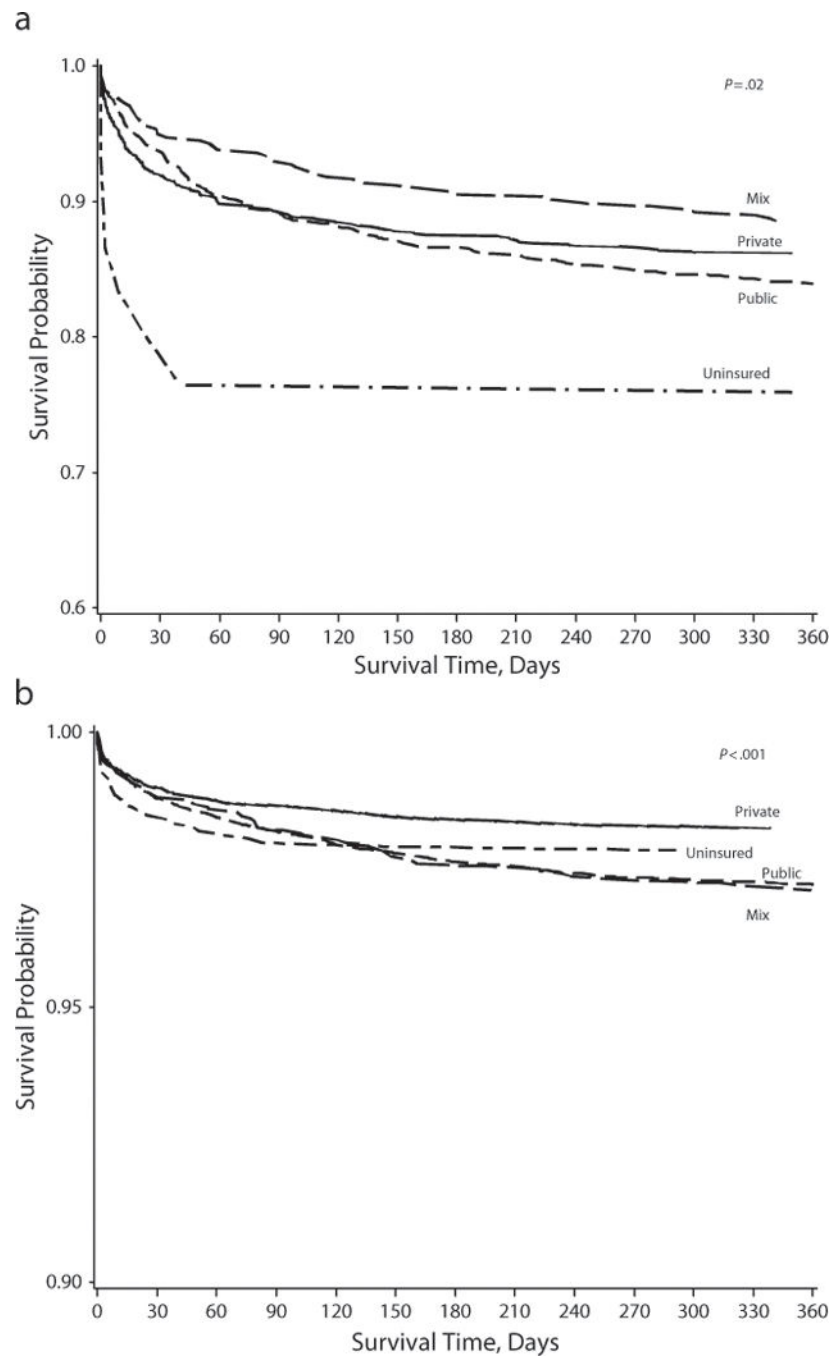 a
1.0
P=.02
0.9
Mix
Private
Public
0.8
Uninsured
0.7
0.6
Survival Probability
0 30 60 90 120 150 180 210 240 270 300 330 360
Survival Time, Days
b
1.00
P<.001
Private
Uninsured
Public
Mix
0.95
0.90
Survival Probability
0 30 60 90 120 150 180 210 240 270 300 330 360
Survival Time, Days